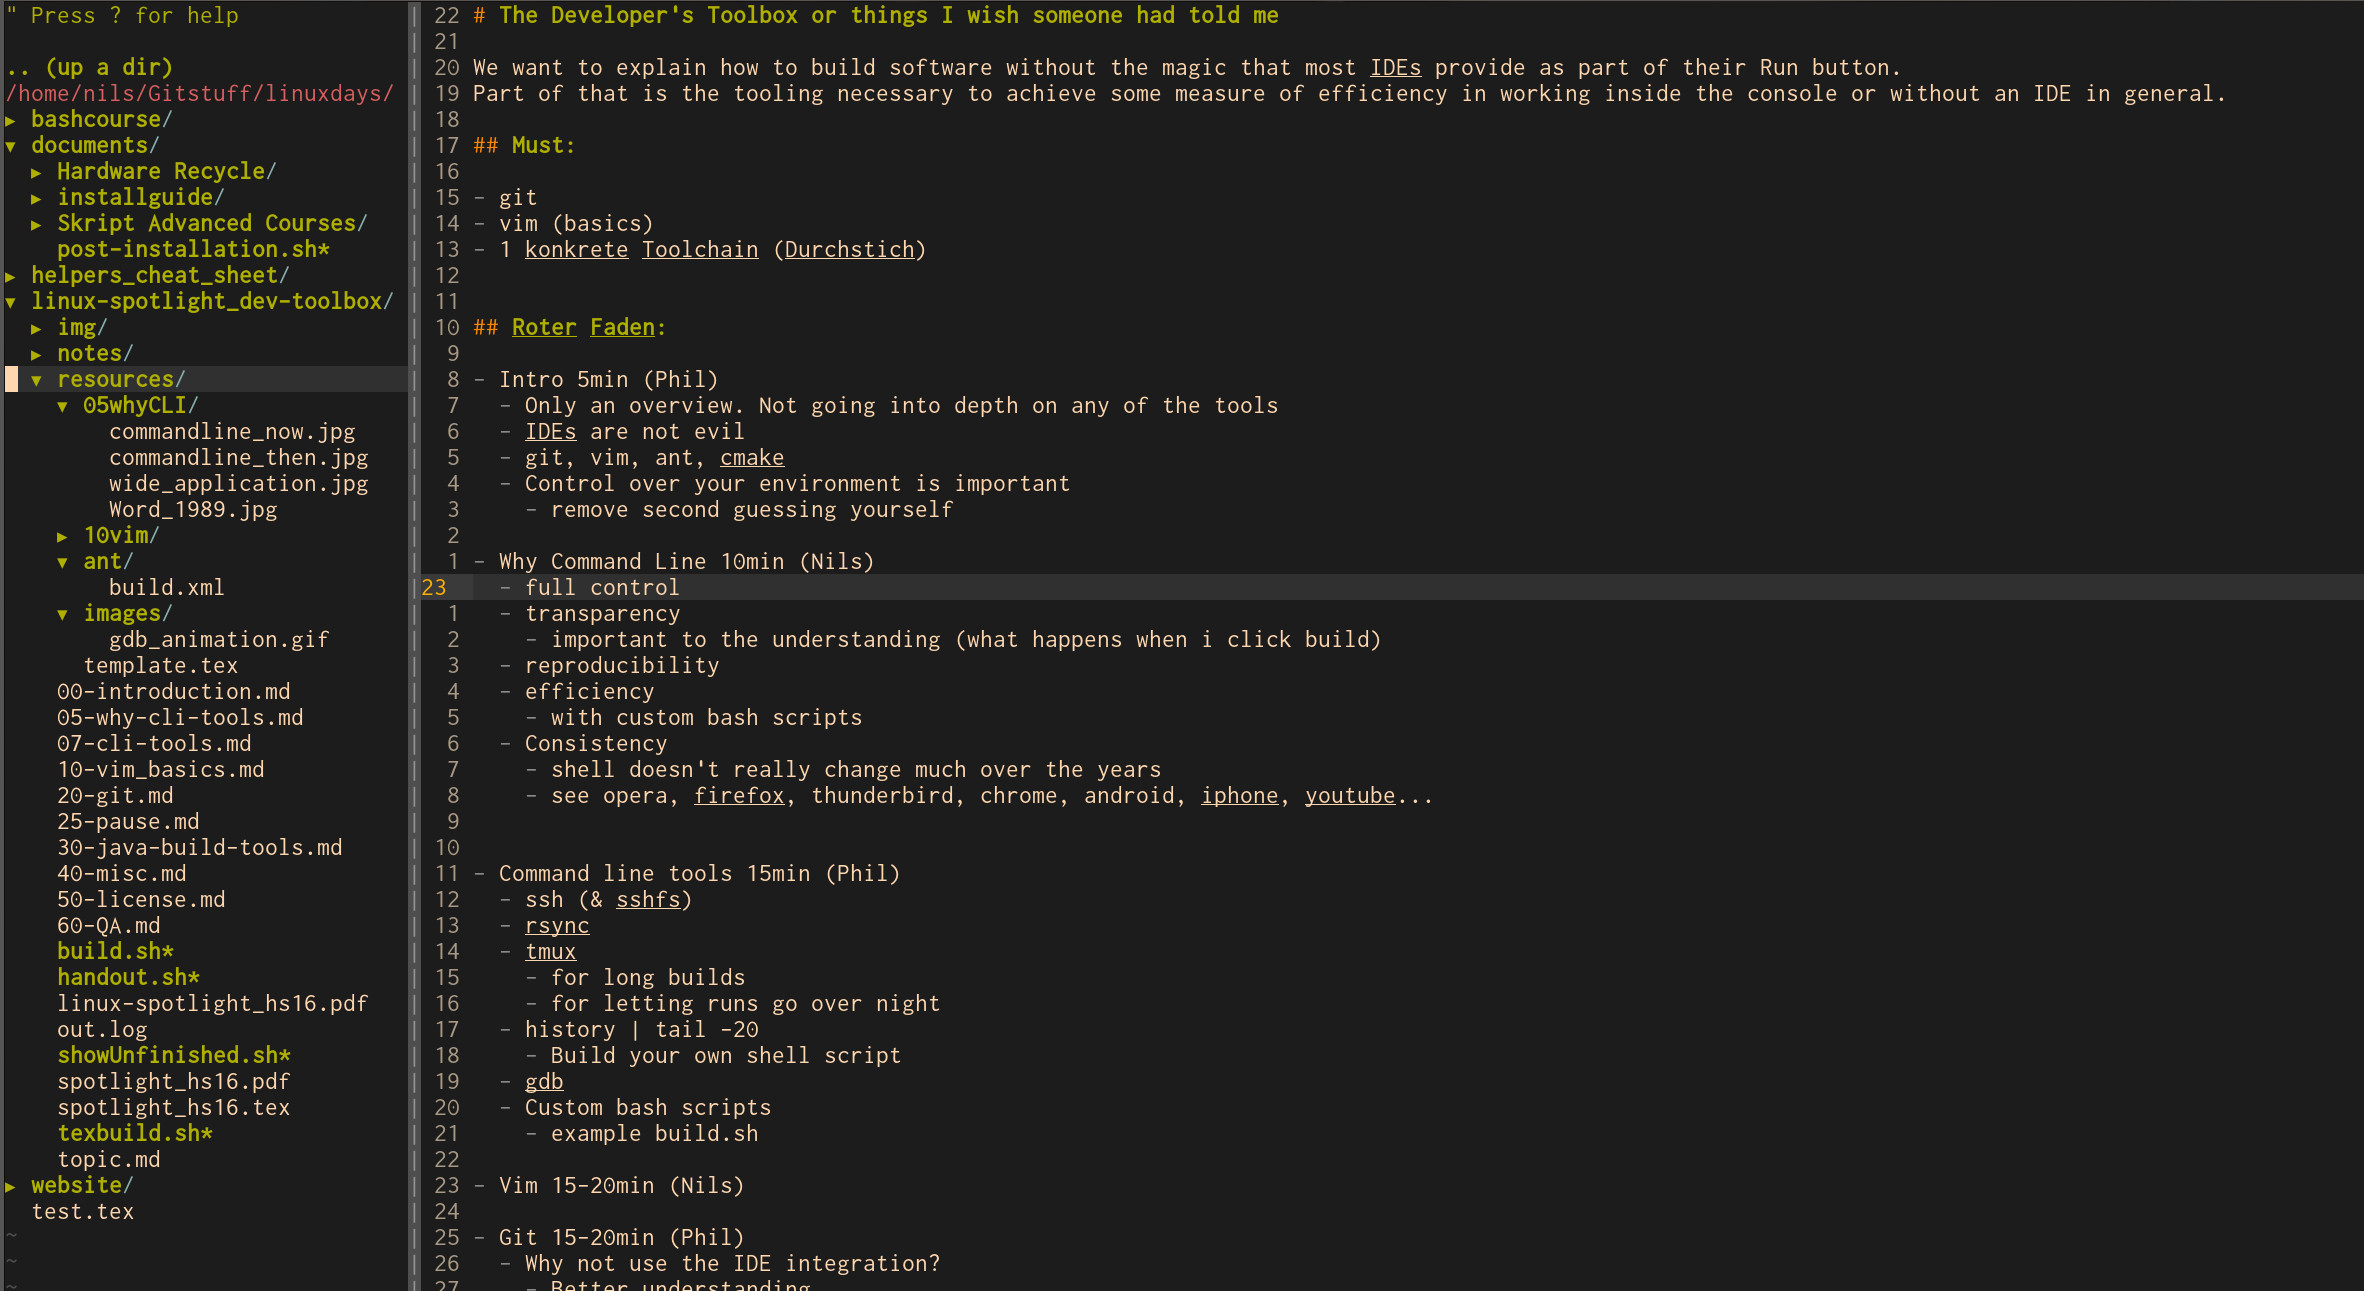 " Press ? for help
.. (up a dir)
/home/nils/Gitstuff/linuxdays/
▸ bashcourse/
▾ documents/
▸ Hardware Recycle/
▸ installguide/
▸ Skript Advanced Courses/
post-installation.sh*
▸ helpers_cheat_sheet/
▾ linux-spotlight_dev-toolbox/
▸ img/
▸ notes/
▾ resources/
▾ 05whyCLI/
commandline_now.jpg
commandline_then.jpg
wide_application.jpg
Word_1989.jpg
▸ 10vim/
▾ ant/
build.xml
▾ images/
gdb_animation.gif
template.tex
00-introduction.md
05-why-cli-tools.md
07-cli-tools.md
10-vim_basics.md
20-git.md
25-pause.md
30-java-build-tools.md
40-misc.md
50-license.md
60-QA.md
build.sh*
handout.sh*
linux-spotlight_hs16.pdf
out.log
showUnfinished.sh*
spotlight_hs16.pdf
spotlight_hs16.tex
texbuild.sh*
topic.md
▸ website/
test.tex
~
~
~
22 # The Developer's Toolbox or things I wish someone had told me
21
20 We want to explain how to build software without the magic that most IDEs provide as part of their Run button.
19 Part of that is the tooling necessary to achieve some measure of efficiency in working inside the console or without an IDE in general.
18
17 ## Must:
16
15 - git
14 - vim (basics)
13 - 1 konkrete Toolchain (Durchstich)
12
11
10 ## Roter Faden:
9
8 - Intro 5min (Phil)
7 - Only an overview. Not going into depth on any of the tools
6 - IDEs are not evil
5 - git, vim, ant, cmake
4 - Control over your environment is important
3 - remove second guessing yourself
2
1 - Why Command Line 10min (Nils)
23 - full control
1 - transparency
2 - important to the understanding (what happens when i click build)
3 - reproducibility
4 - efficiency
5 - with custom bash scripts
6 - Consistency
7 - shell doesn't really change much over the years
8 - see opera, firefox, thunderbird, chrome, android, iphone, youtube...
9
10
11 - Command line tools 15min (Phil)
12 - ssh (& sshfs)
13 - rsync
14 - tmux
15 - for long builds
16 - for letting runs go over night
17 - history | tail -20
18 - Build your own shell script
19 - gdb
20 - Custom bash scripts
21 - example build.sh
22
23 - Vim 15-20min (Nils)
24
25 - Git 15-20min (Phil)
26 - Why not use the IDE integration?
27 - Better understanding